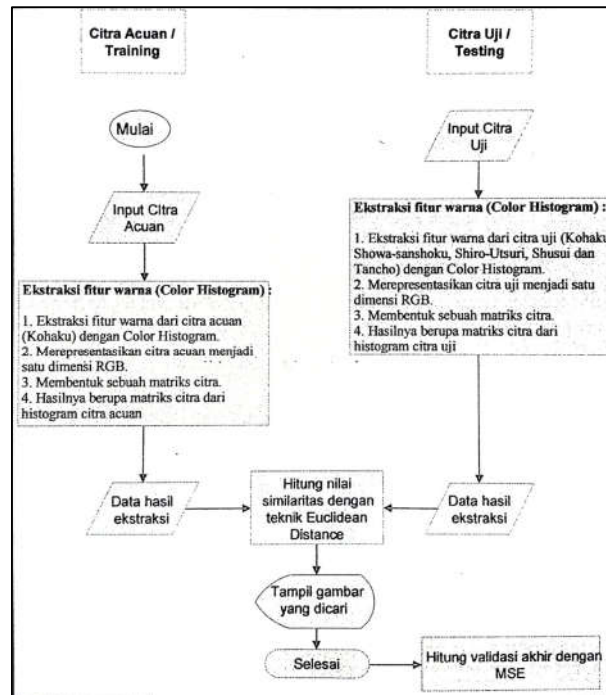 Citra Acuan /
Training
Citra Uji /
Testing
Mulai
Input Citra
Uji
Input Citra
Acuan
Ekstraksi fitur warna (Color Histogram) :
1. Ekstraksi fitur warna dari citra uji (Kohaku
Showa-sanshoku, Shiro-Utsuri, Shusui dan
Tancho) dengan Color Histogram.
2. Merepresentasikan citra uji menjadi satu
dimensi RGB.
3. Membentuk sebuah matriks citra.
4. Hasilnya berupa matriks citra dari
histogram citra uji
Ekstraksi fitur warna (Color Histogram) :
1. Ekstraksi fitur warna dari citra acuan
(Kohaku) dengan Color Histogram.
2. Merepresentasikan citra acuan menjadi
satu dimensi RGB.
3. Membentuk sebuah matriks citra.
4. Hasilnya berupa matriks citra dari
histogram citra acuan
Data hasil
ekstraksi
Hitung nilai
similaritas dengan
teknik Euclidean
Distance
Data hasil
ekstraksi
Tampil gambar
yang dicari
Selesai
Hitung validasi akhir dengan
MSE